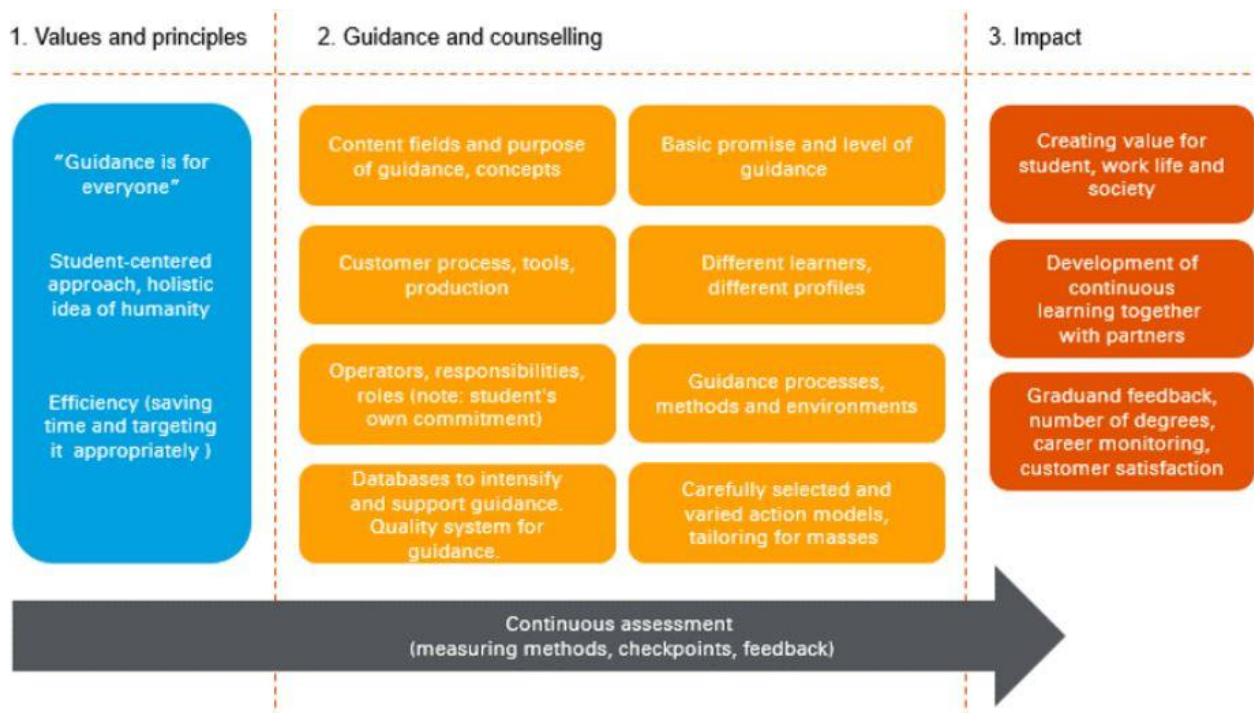 1. Values and principles
2. Guidance and counselling
3. Impact
"Guidance is for
everyone"
Student-centered
approach, holistic
idea of humanity
Efficiency (saving
time and targeting
it appropriately )
Content fields and purpose
of guidance, concepts
Basic promise and level of
guidance
Customer process, tools,
production
Different learners,
different profiles
Operators, responsibilities,
roles (note: student's
own commitment)
Guidance processes,
methods and environments
Databases to intensify
and support guidance.
Quality system for
guidance.
Carefully selected and
varied action models,
tailoring for masses
Creating value for
student, work life and
society
Development of
continuous
learning together
with partners
Graduand feedback,
number of degrees,
career monitoring,
customer satisfaction
Continuous assessment
(measuring methods, checkpoints, feedback)